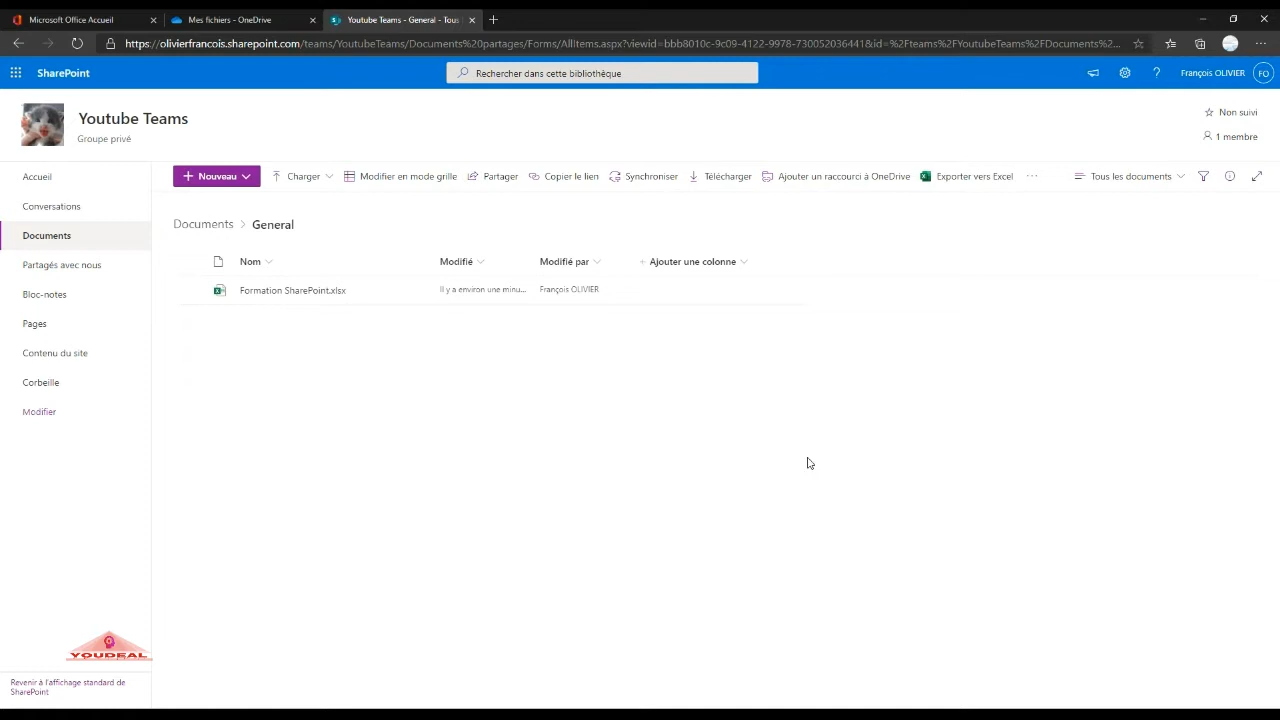 Microsoft Office Accueil
Mes fichiers - OneDrive
Youtube Teams - General - Tous
https://olivierfrancois.sharepoint.com/teams/YoutubeTeams/Documents%20partages/Forms/AllItems.aspx?viewid=bbb8010c-9c09-4122-9978-730052036441&id=%2Fteams%2FYoutubeTeams%2FDocuments%2...
SharePoint
Rechercher dans cette bibliothèque
François OLIVIER
FO
Youtube Teams
Groupe privé
Non suivi
1 membre
Accueil
Conversations
Documents
Partagés avec nous
Bloc-notes
Pages
Contenu du site
Corbeille
Modifier
Nouveau
Charger
Modifier en mode grille
Partager
Copier le lien
Synchroniser
Télécharger
Ajouter un raccourci à OneDrive
Exporter vers Excel
Tous les documents
Documents > General
Nom
Modifié
Modifié par
+ Ajouter une colonne
Formation SharePoint.xlsx
Il y a environ une minu...
François OLIVIER
YOUDEAL
Revenir à l'affichage standard de
SharePoint